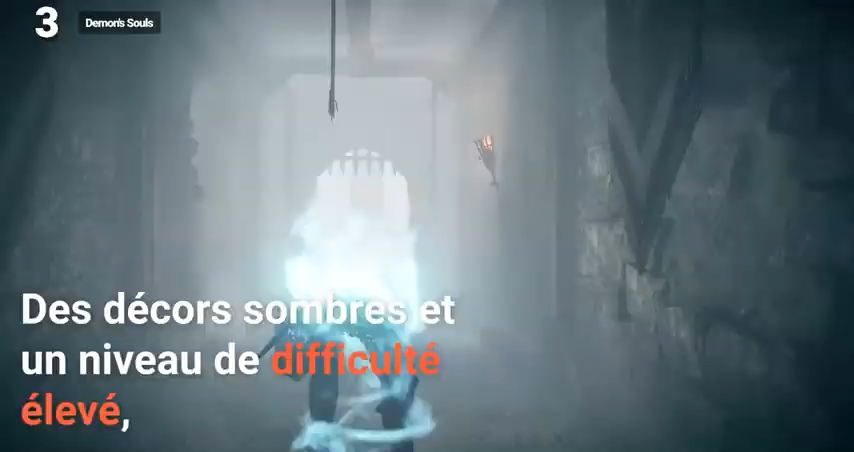 3
Demon's Souls
Des décors sombres et
un niveau de difficulté
élevé,